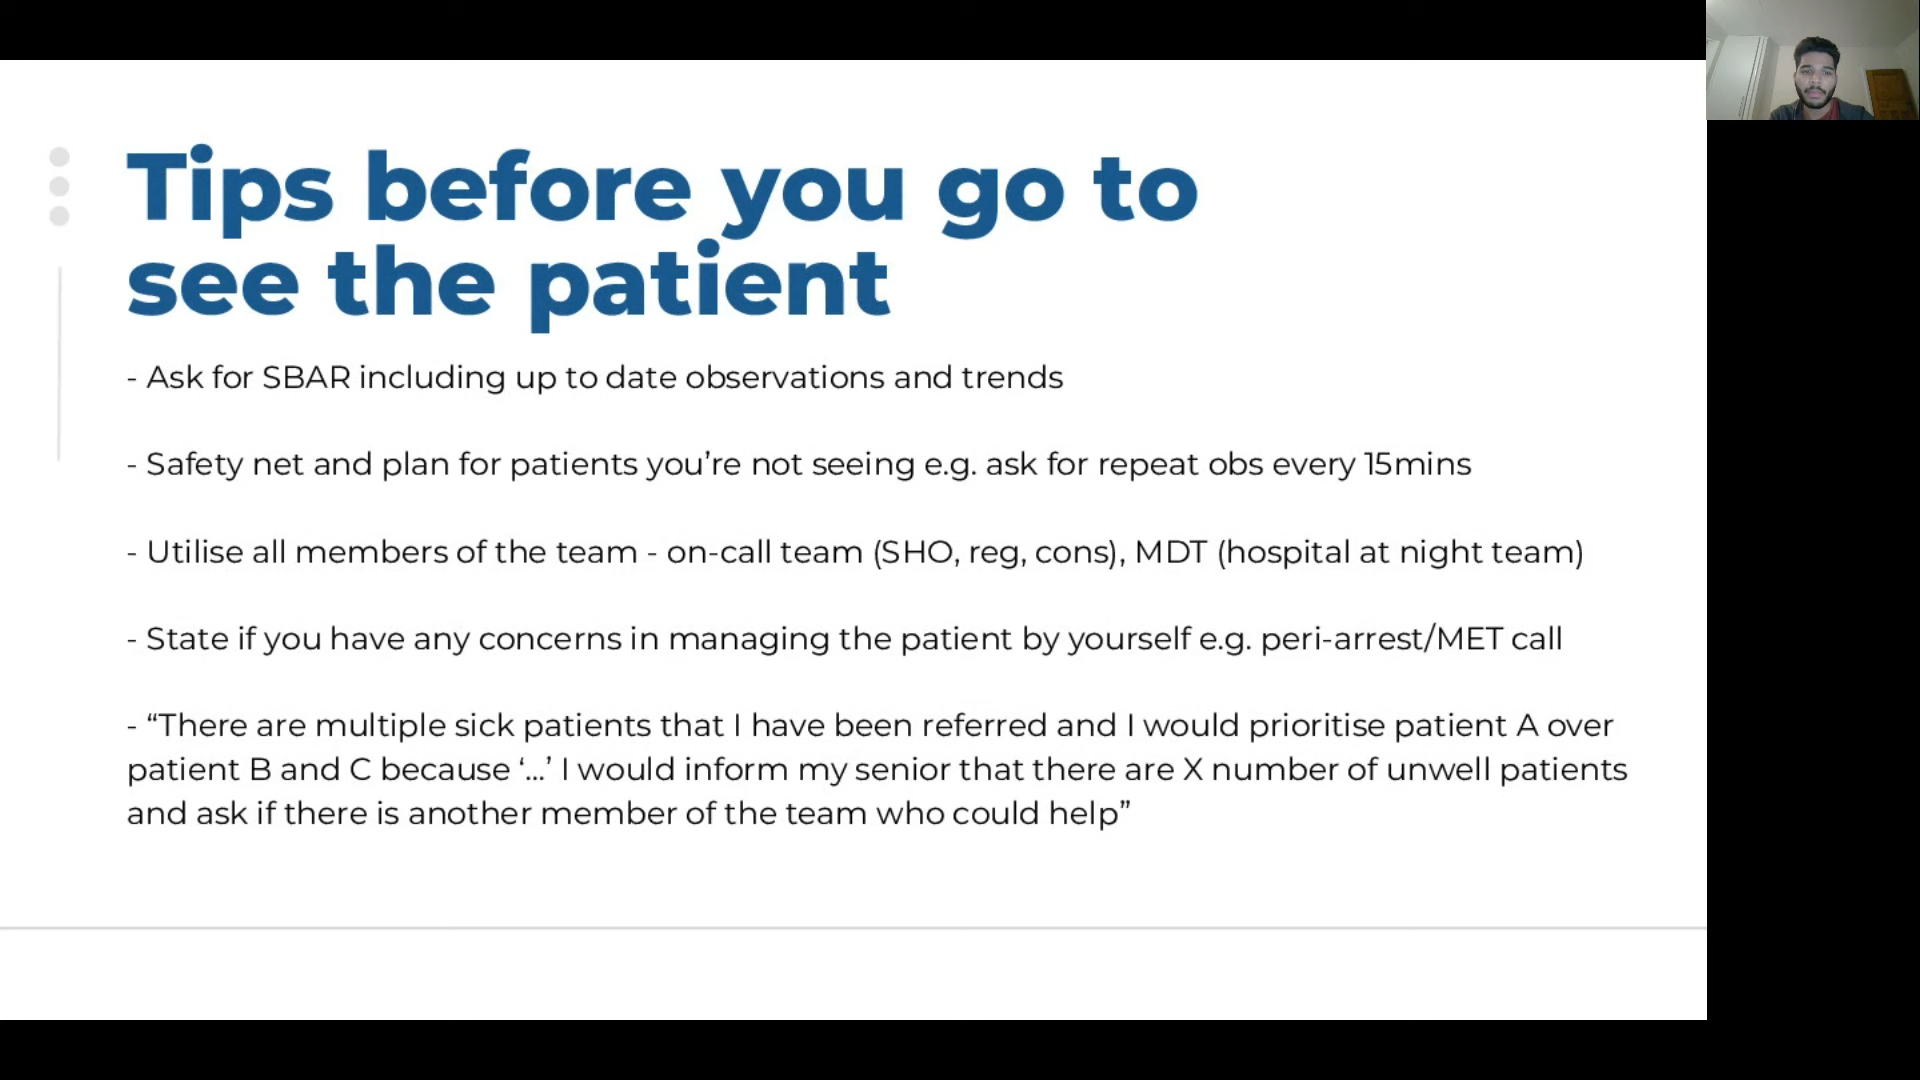 Tips before you go to
see the patient
- Ask for SBAR including up to date observations and trends
- Safety net and plan for patients you’re not seeing e.g. ask for repeat obs every 15mins
- Utilise all members of the team - on-call team (SHO, reg, cons), MDT (hospital at night team)
- State if you have any concerns in managing the patient by yourself e.g. peri-arrest/MET call
- “There are multiple sick patients that I have been referred and I would prioritise patient A over
patient B and C because ‘...’ I would inform my senior that there are X number of unwell patients
and ask if there is another member of the team who could help”